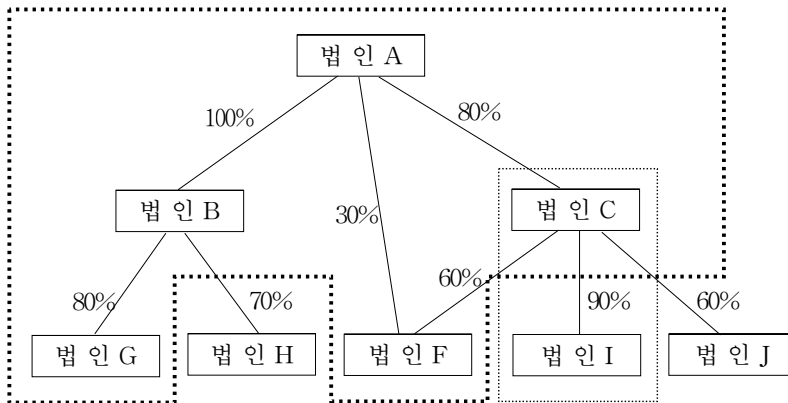 법 인 A
100%
80%
법 인 B
30%
법 인 C
80%
70%
60%
90%
60%
법 인 G
법 인 H
법 인 F
법 인 I
법 인 J